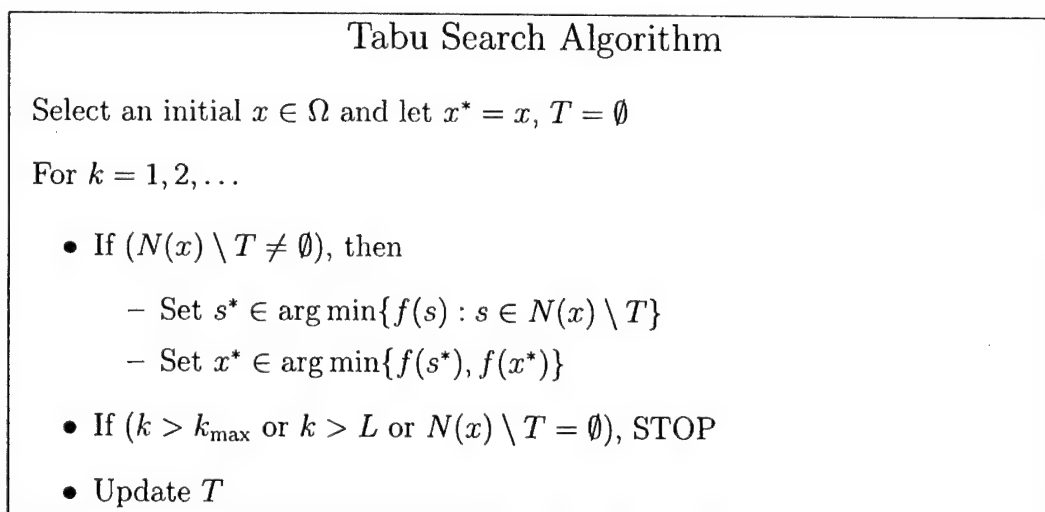 Tabu Search Algorithm
Select an initial x ∈ Ω and let x* = x, T = ∅
For k = 1, 2, . . .
• If (N(x) \ T ≠ ∅), then
– Set s* ∈ arg min{f(s) : s ∈ N(x) \ T}
– Set x* ∈ arg min{f(s*), f(x*)}
• If (k > k_max or k > L or N(x) \ T = ∅), STOP
• Update T